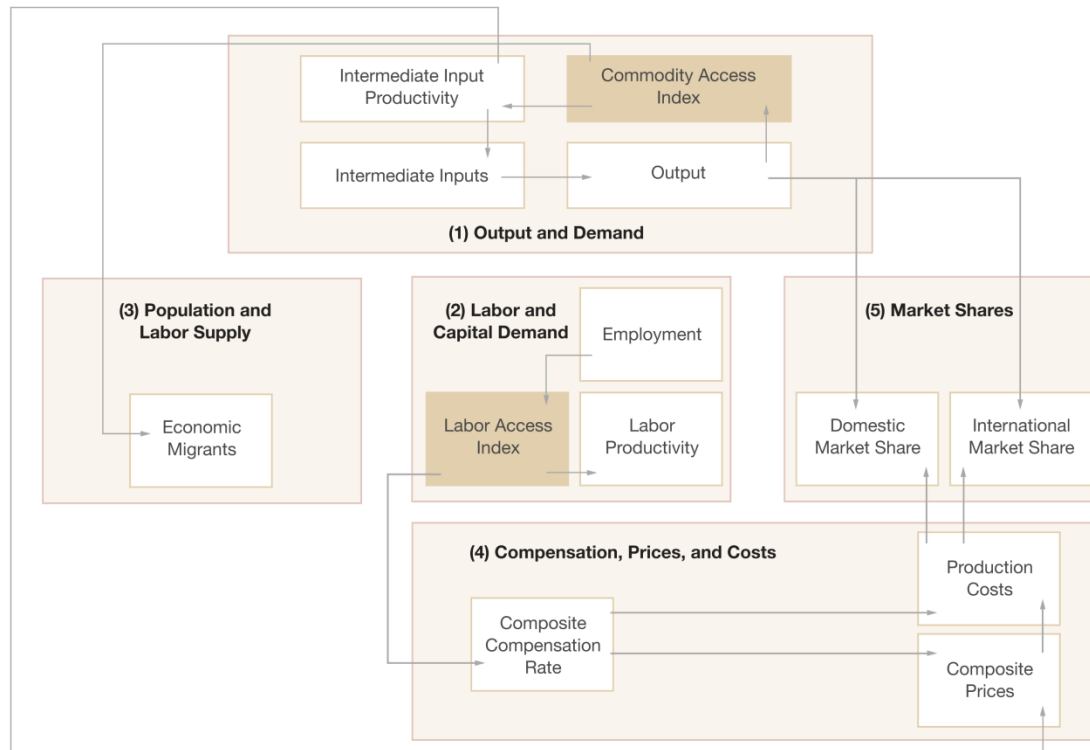 Intermediate Input
Productivity
Commodity Access
Index
Intermediate Inputs
Output
(1) Output and Demand
(3) Population and
Labor Supply
Economic
Migrants
(2) Labor and
Capital Demand
Employment
Labor Access
Index
Labor
Productivity
(5) Market Shares
Domestic
Market Share
International
Market Share
(4) Compensation, Prices, and Costs
Production
Costs
Composite
Compensation
Rate
Composite
Prices